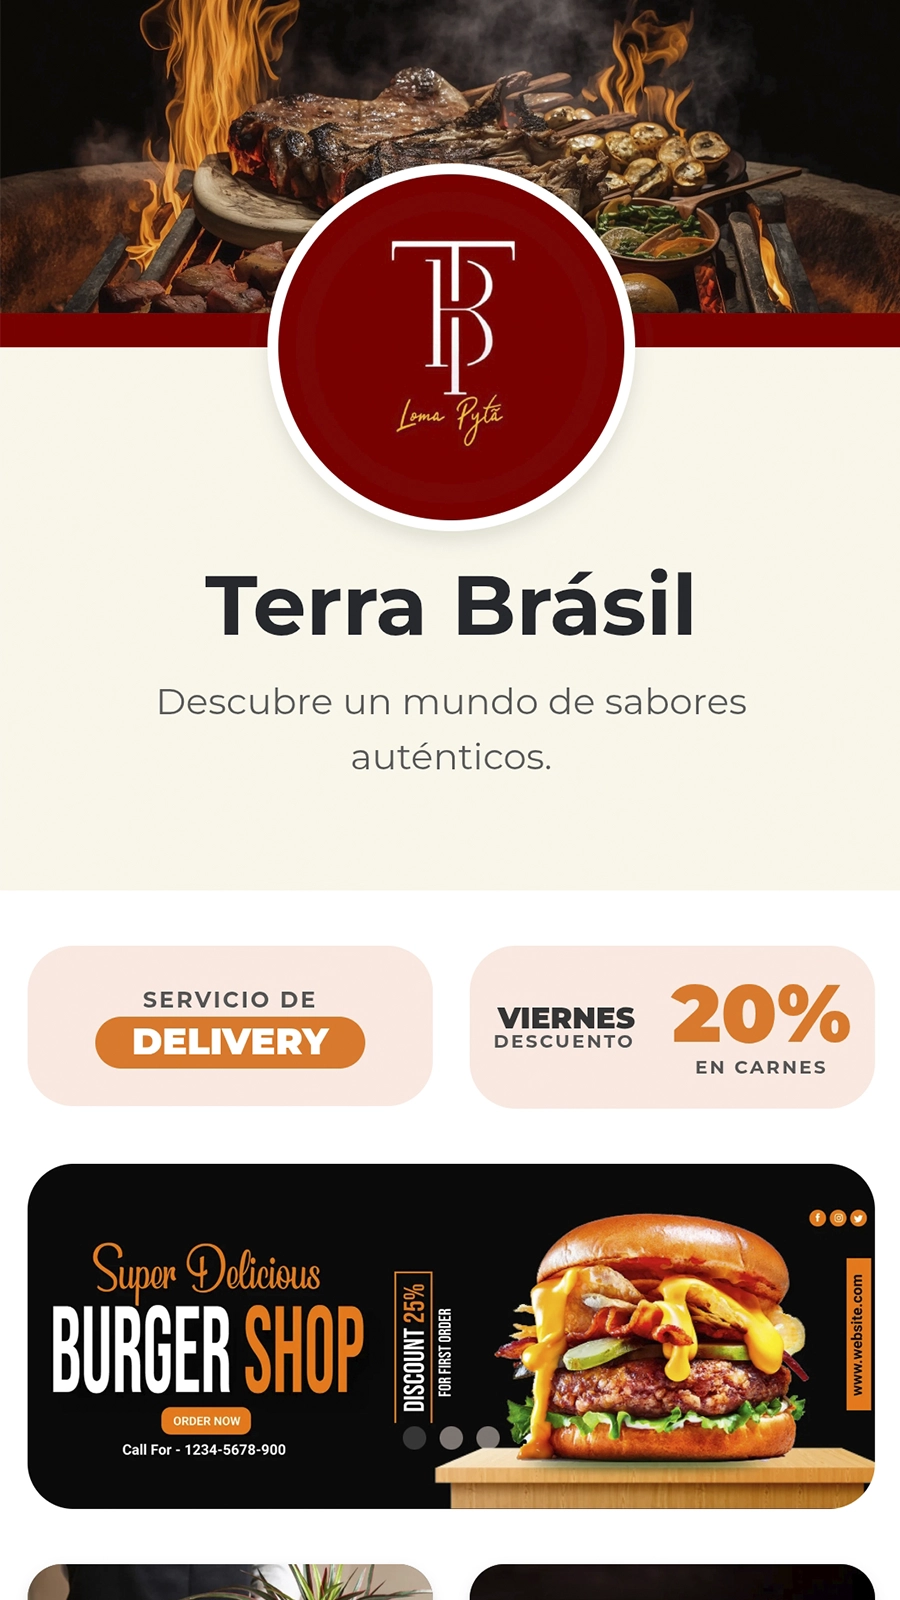 TB
Loma Pytã
Terra Brásil
Descubre un mundo de sabores
auténticos.
SERVICIO DE
DELIVERY
VIERNES
DESCUENTO
20%
EN CARNES
Super Delicious
BURGER SHOP
ORDER NOW
Call For - 1234-5678-900
DISCOUNT 25%
FOR FIRST ORDER
www.website.com